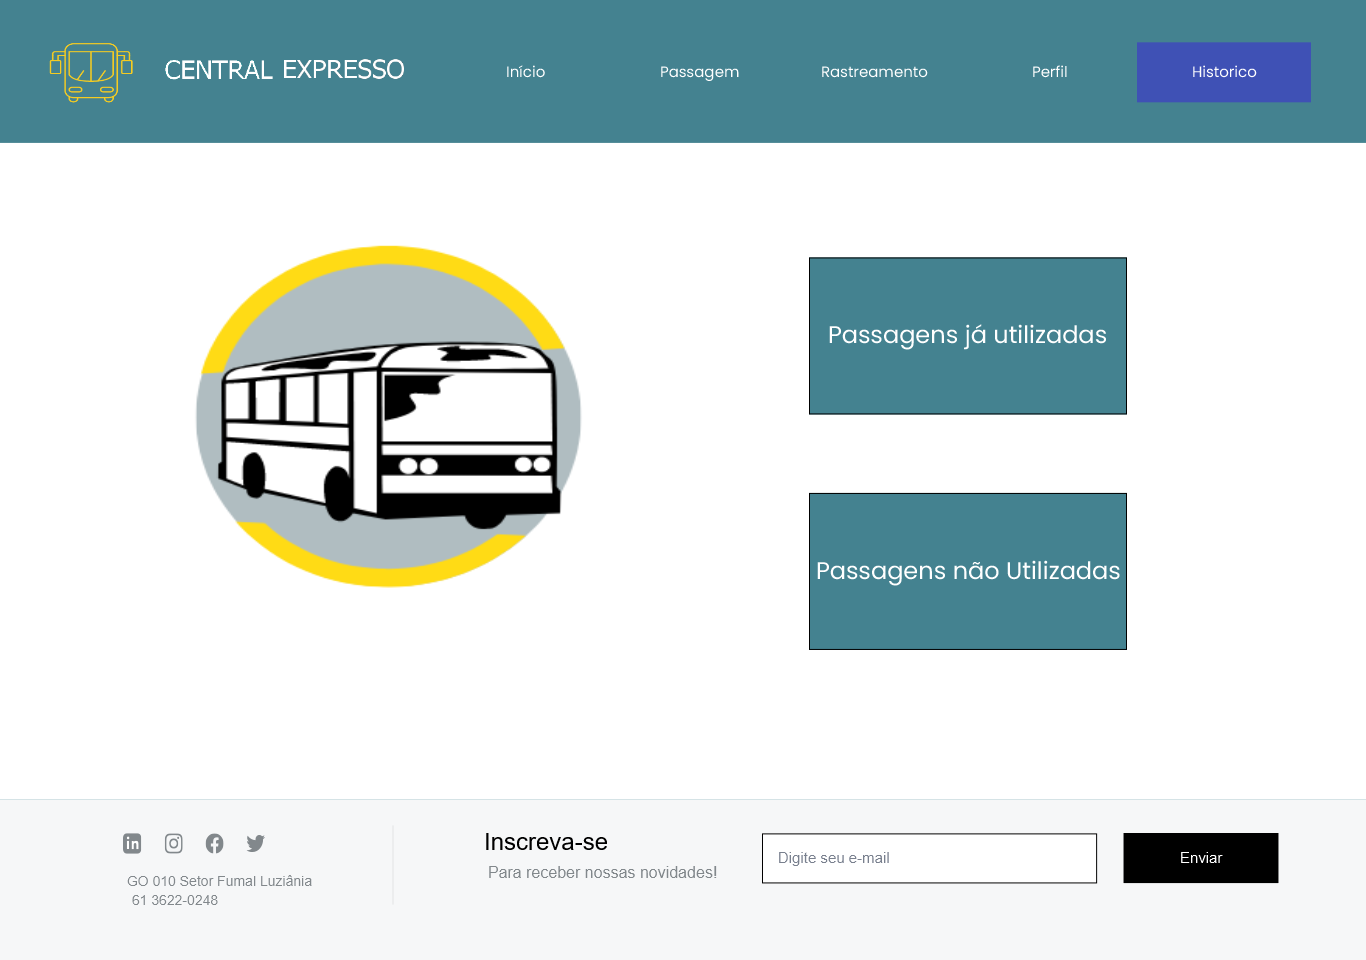 CENTRAL EXPRESSO
Início
Passagem
Rastreamento
Perfil
Historico
Passagens já utilizadas
Passagens não Utilizadas
Inscreva-se
Para receber nossas novidades!
Digite seu e-mail
Enviar
GO 010 Setor Fumal Luziânia
61 3622-0248